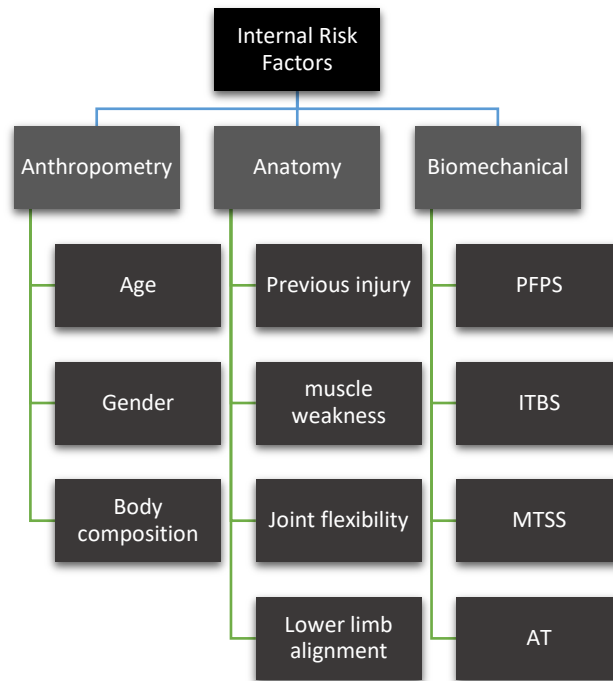 Internal Risk
Factors
Anthropometry
Anatomy
Biomechanical
Age
Previous injury
PFPS
Gender
muscle
weakness
ITBS
Body
composition
Joint flexibility
MTSS
Lower limb
alignment
AT